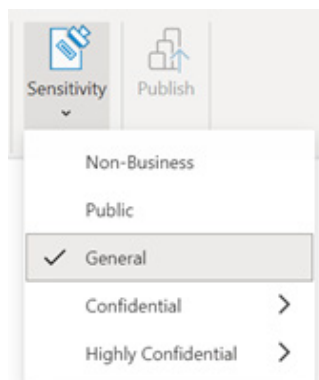 Sensitivity
Publish
Non-Business
Public
General
Confidential
Highly Confidential